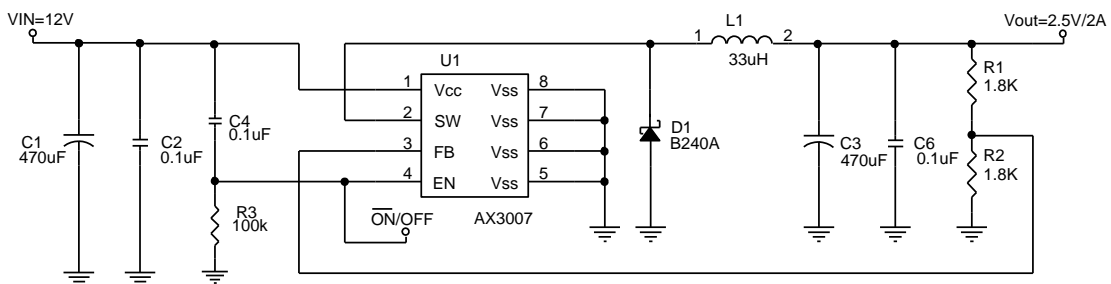 VIN=12V
L1
Vout=2.5V/2A
1
2
33uH
U1
1
Vcc
Vss
8
2
SW
Vss
7
3
FB
Vss
6
4
EN
Vss
5
AX3007
C1
470uF
C2
0.1uF
C4
0.1uF
R3
100k
ON/OFF
D1
B240A
C3
470uF
C6
0.1uF
R1
1.8K
R2
1.8K